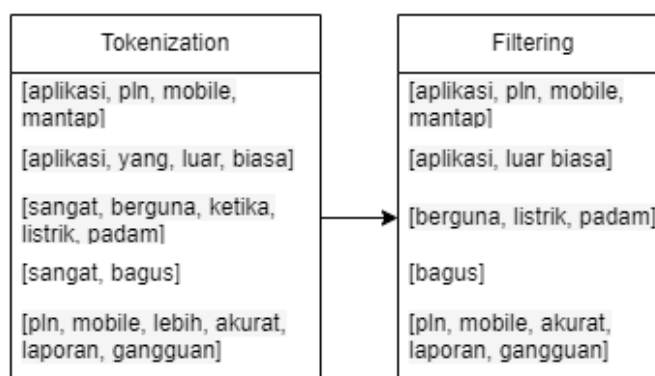 Tokenization
[aplikasi, pln, mobile,
mantap]
[aplikasi, yang, luar, biasa]
[sangat, berguna, ketika,
listrik, padam]
[sangat, bagus]
[pln, mobile, lebih, akurat,
laporan, gangguan]
Filtering
[aplikasi, pln, mobile,
mantap]
[aplikasi, luar biasa]
[berguna, listrik, padam]
[bagus]
[pln, mobile, akurat,
laporan, gangguan]